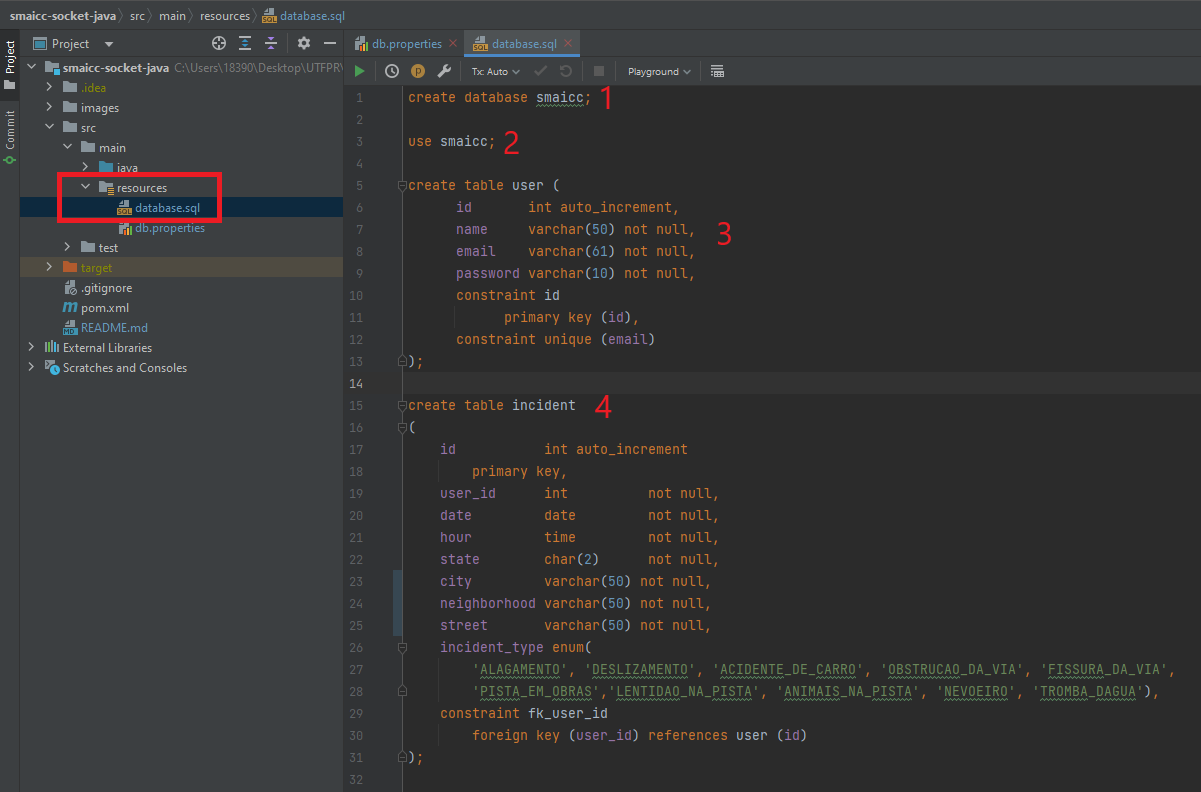 smaicc-socket-java › src › main › resources › database.sql
Project
Commit
Project
smaicc-socket-java C:\Users\18390\Desktop\UTFPR\
.idea
images
src
main
java
resources
database.sql
db.properties
test
target
.gitignore
pom.xml
README.md
External Libraries
Scratches and Consoles
db.properties database.sql
Tx: Auto Playground
1 create database smaicc; 1
2
3 use smaicc; 2
4
5 create table user (
6 id int auto_increment,
7 name varchar(50) not null, 3
8 email varchar(61) not null,
9 password varchar(10) not null,
10 constraint id
11 primary key (id),
12 constraint unique (email)
13 );
14
15 create table incident 4
16 (
17 id int auto_increment
18 primary key,
19 user_id int not null,
20 date date not null,
21 hour time not null,
22 state char(2) not null,
23 city varchar(50) not null,
24 neighborhood varchar(50) not null,
25 street varchar(50) not null,
26 incident_type enum(
27 'ALAGAMENTO', 'DESLIZAMENTO', 'ACIDENTE_DE_CARRO', 'OBSTRUCAO_DA_VIA', 'FISSURA_DA_VIA',
28 'PISTA_EM_OBRAS','LENTIDAO_NA_PISTA', 'ANIMAIS_NA_PISTA', 'NEVOEIRO', 'TROMBA_DAGUA'),
29 constraint fk_user_id
30 foreign key (user_id) references user (id)
31 );
32